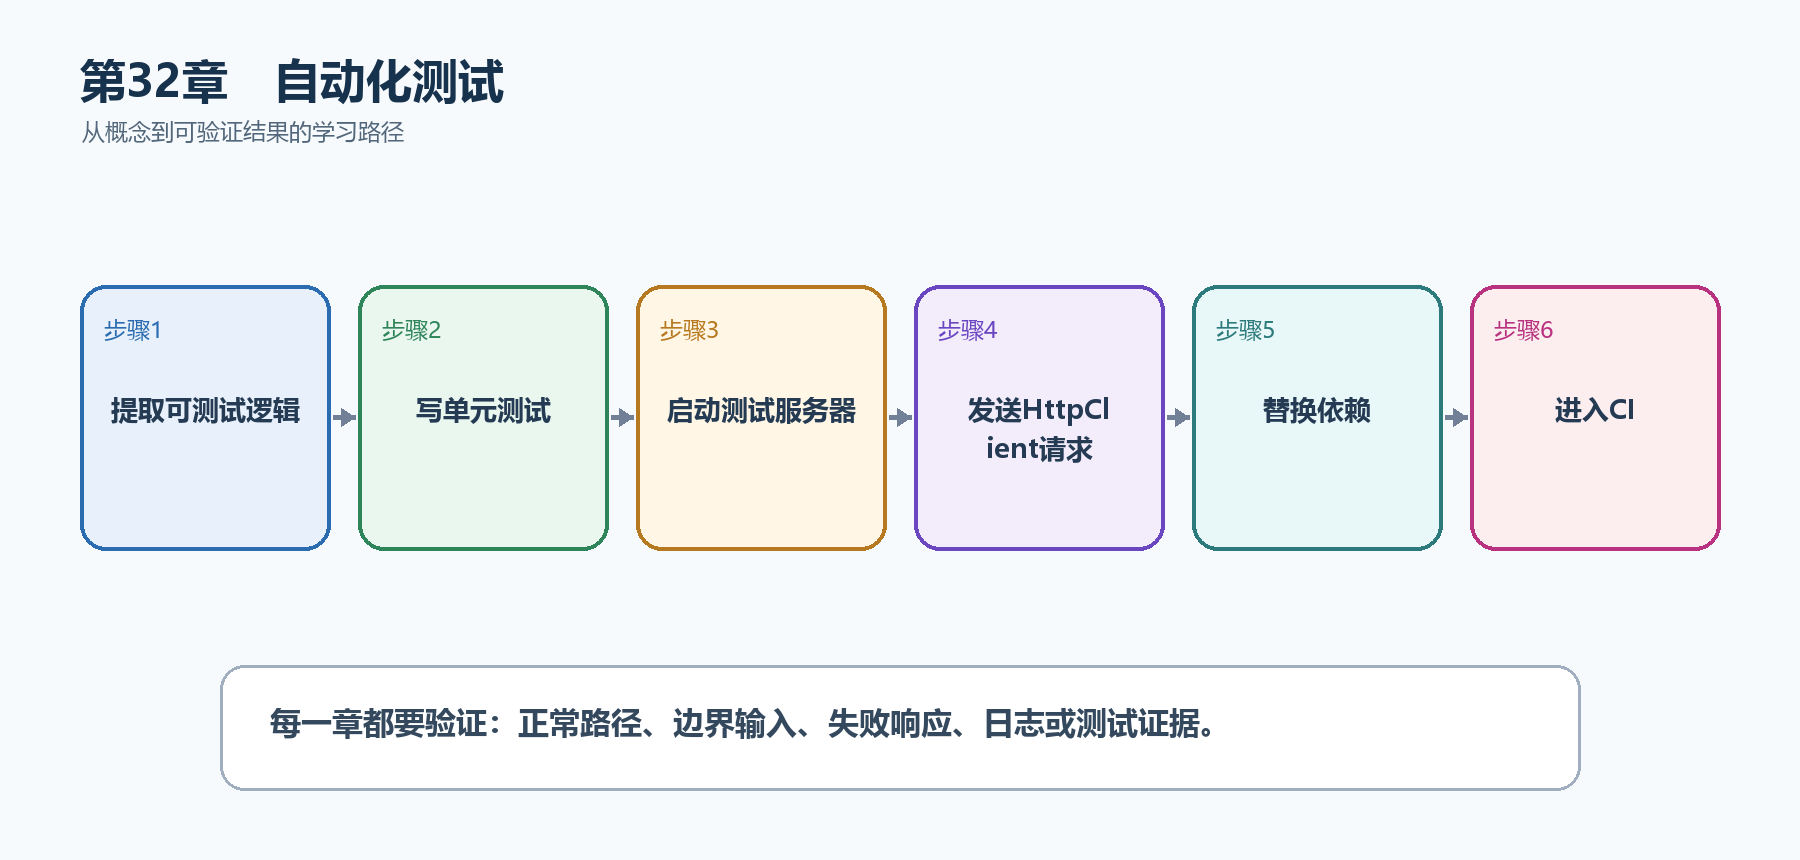 第32章　自动化测试
从概念到可验证结果的学习路径
步骤1
提取可测试逻辑
步骤2
写单元测试
步骤3
启动测试服务器
步骤4
发送HttpCl
ient请求
步骤5
替换依赖
步骤6
进入CI
每一章都要验证：正常路径、边界输入、失败响应、日志或测试证据。